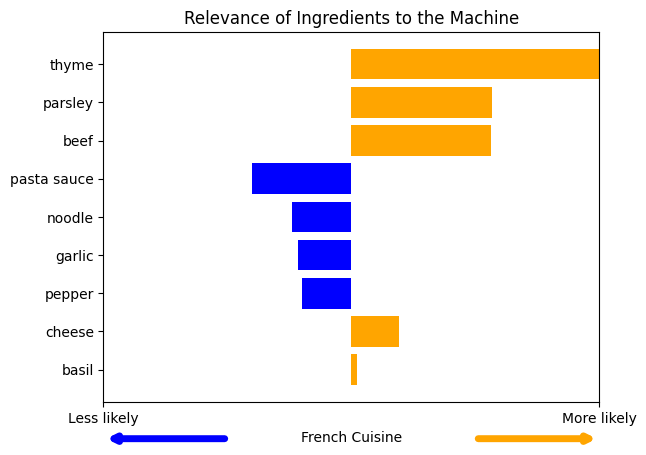 Relevance of Ingredients to the Machine
thyme
parsley
beef
pasta sauce
noodle
garlic
pepper
cheese
basil
Less likely
More likely
French Cuisine